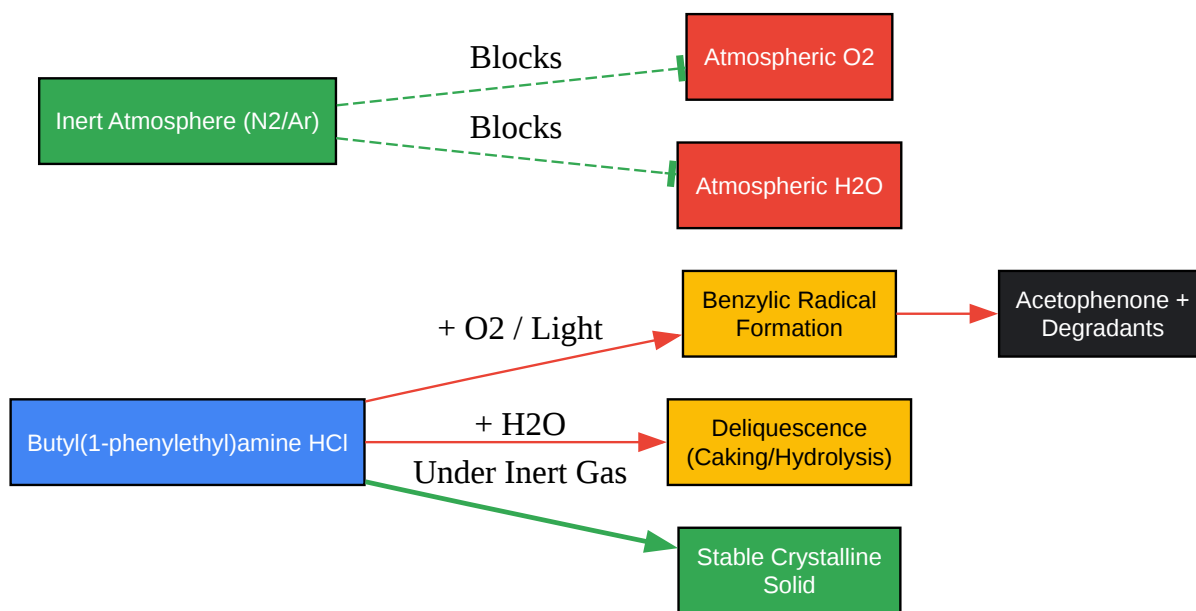 Blocks
Atmospheric O2
Inert Atmosphere (N2/Ar)
Blocks
Atmospheric H2O
Benzylic Radical
Formation
Acetophenone +
Degradants
+ O2 / Light
Butyl(1-phenylethyl)amine HCl
+ H2O
Deliquescence
(Caking/Hydrolysis)
Under Inert Gas
Stable Crystalline
Solid